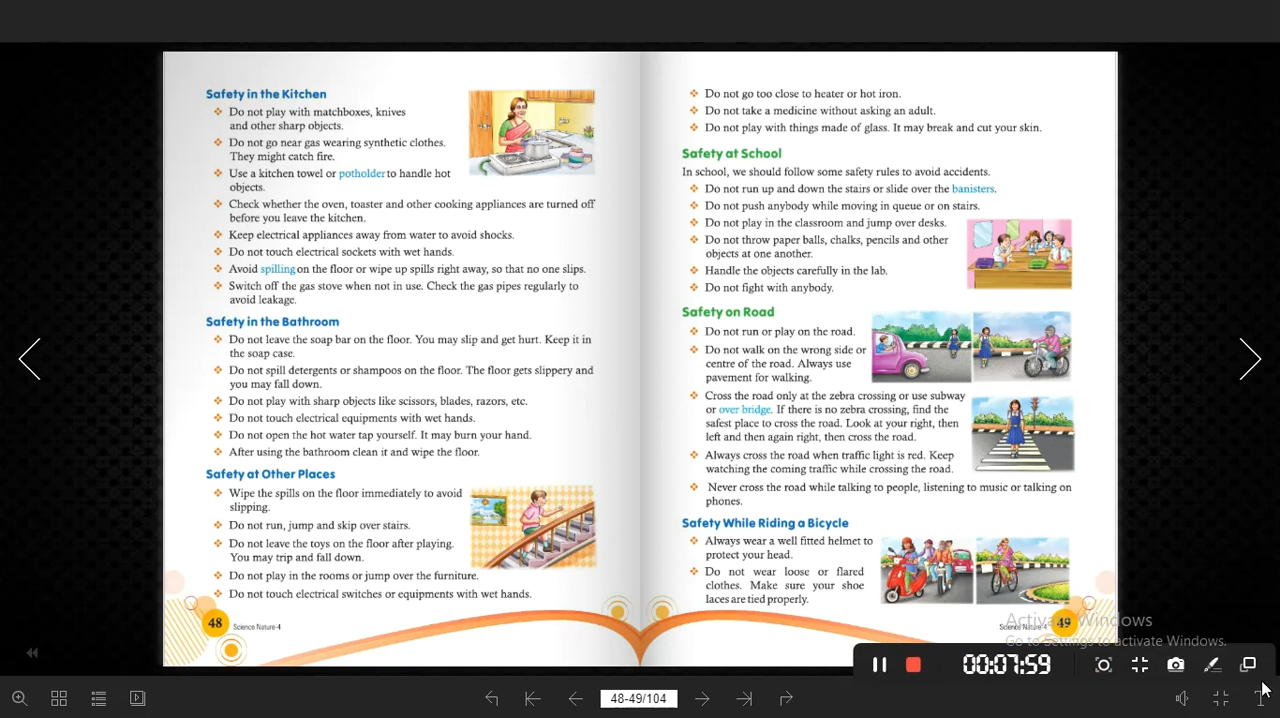 Safety in the Kitchen
❖ Do not play with matchboxes, knives
and other sharp objects.
❖ Do not go near gas wearing synthetic clothes.
They might catch fire.
❖ Use a kitchen towel or potholder to handle hot
objects.
❖ Check whether the oven, toaster and other cooking appliances are turned off
before you leave the kitchen.
❖ Keep electrical appliances away from water to avoid shocks.
❖ Do not touch electrical sockets with wet hands.
❖ Avoid spilling on the floor or wipe up spills right away, so that no one slips.
❖ Switch off the gas stove when not in use. Check the gas pipes regularly to
avoid leakage.
Safety in the Bathroom
❖ Do not leave the soap bar on the floor. You may slip and get hurt. Keep it in
the soap case.
❖ Do not spill detergents or shampoos on the floor. The floor gets slippery and
you may fall down.
❖ Do not play with sharp objects like scissors, blades, razors, etc.
❖ Do not touch electrical equipments with wet hands.
❖ Do not open the hot water tap yourself. It may burn your hand.
❖ After using the bathroom clean it and wipe the floor.
Safety at Other Places
❖ Wipe the spills on the floor immediately to avoid
slipping.
❖ Do not run, jump and skip over stairs.
❖ Do not leave the toys on the floor after playing.
You may trip and fall down.
❖ Do not play in the rooms or jump over the furniture.
❖ Do not touch electrical switches or equipments with wet hands.
48 Science Nature-4
❖ Do not go too close to heater or hot iron.
❖ Do not take a medicine without asking an adult.
❖ Do not play with things made of glass. It may break and cut your skin.
Safety at School
In school, we should follow some safety rules to avoid accidents.
❖ Do not run up and down the stairs or slide over the banisters.
❖ Do not push anybody while moving in queue or on stairs.
❖ Do not play in the classroom and jump over desks.
❖ Do not throw paper balls, chalks, pencils and other
objects at one another.
❖ Handle the objects carefully in the lab.
❖ Do not fight with anybody.
Safety on Road
❖ Do not run or play on the road.
❖ Do not walk on the wrong side or
centre of the road. Always use
pavement for walking.
❖ Cross the road only at the zebra crossing or use subway
or over bridge. If there is no zebra crossing, find the
safest place to cross the road. Look at your right, then
left and then again right, then cross the road.
❖ Always cross the road when traffic light is red. Keep
watching the coming traffic while crossing the road.
❖ Never cross the road while talking to people, listening to music or talking on
phones.
Safety While Riding a Bicycle
❖ Always wear a well fitted helmet to
protect your head.
❖ Do not wear loose or flared
clothes. Make sure your shoe
laces are tied properly.
Science Nature-4 49
Activate Windows
Go to Settings to activate Windows.
00:07:59
48-49/104